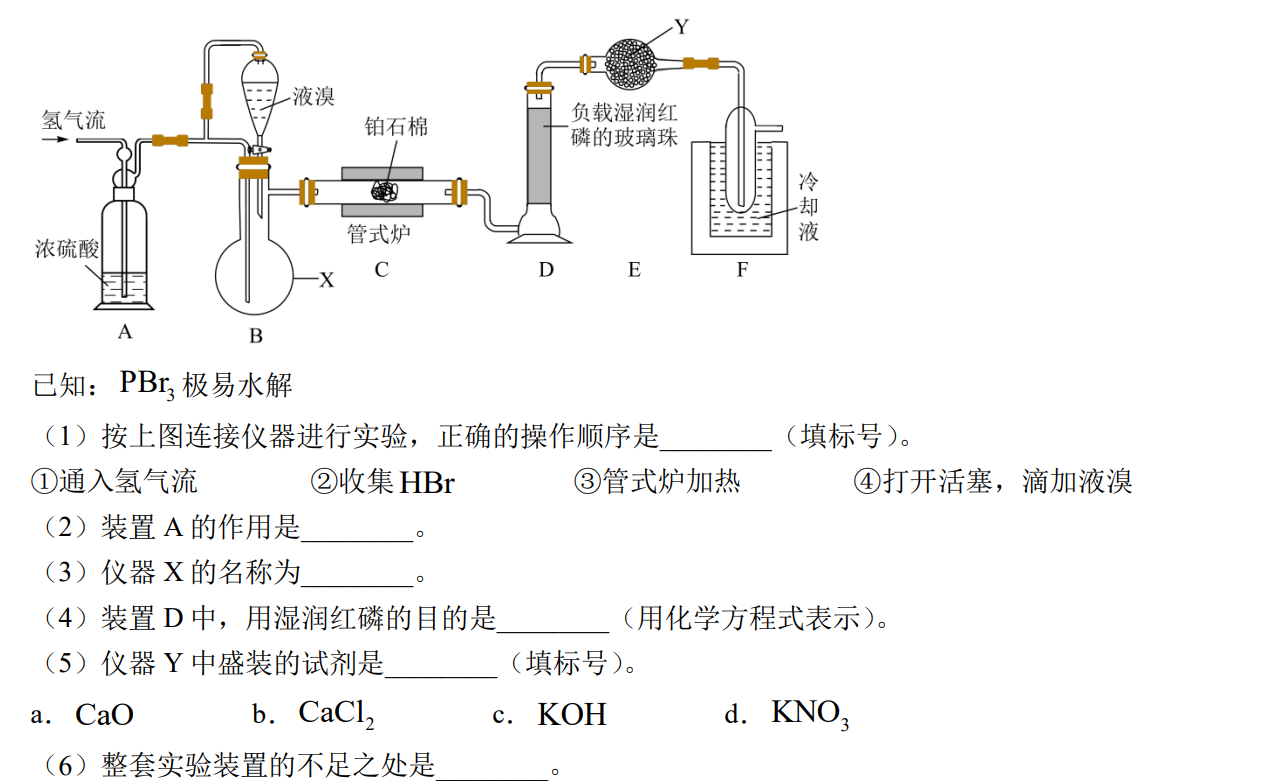 Y
液溴
氢气流
铂石棉
负载湿润红
磷的玻璃珠
冷
却
液
浓硫酸
管式炉
X
A
B
C
D
E
F
已知：PBr₃极易水解
（1）按上图连接仪器进行实验，正确的操作顺序是________（填标号）。
①通入氢气流 ②收集HBr ③管式炉加热 ④打开活塞，滴加液溴
（2）装置 A 的作用是________。
（3）仪器 X 的名称为________。
（4）装置 D 中，用湿润红磷的目的是________（用化学方程式表示）。
（5）仪器 Y 中盛装的试剂是________（填标号）。
a． CaO b． CaCl₂ c． KOH d． KNO₃
（6）整套实验装置的不足之处是________。